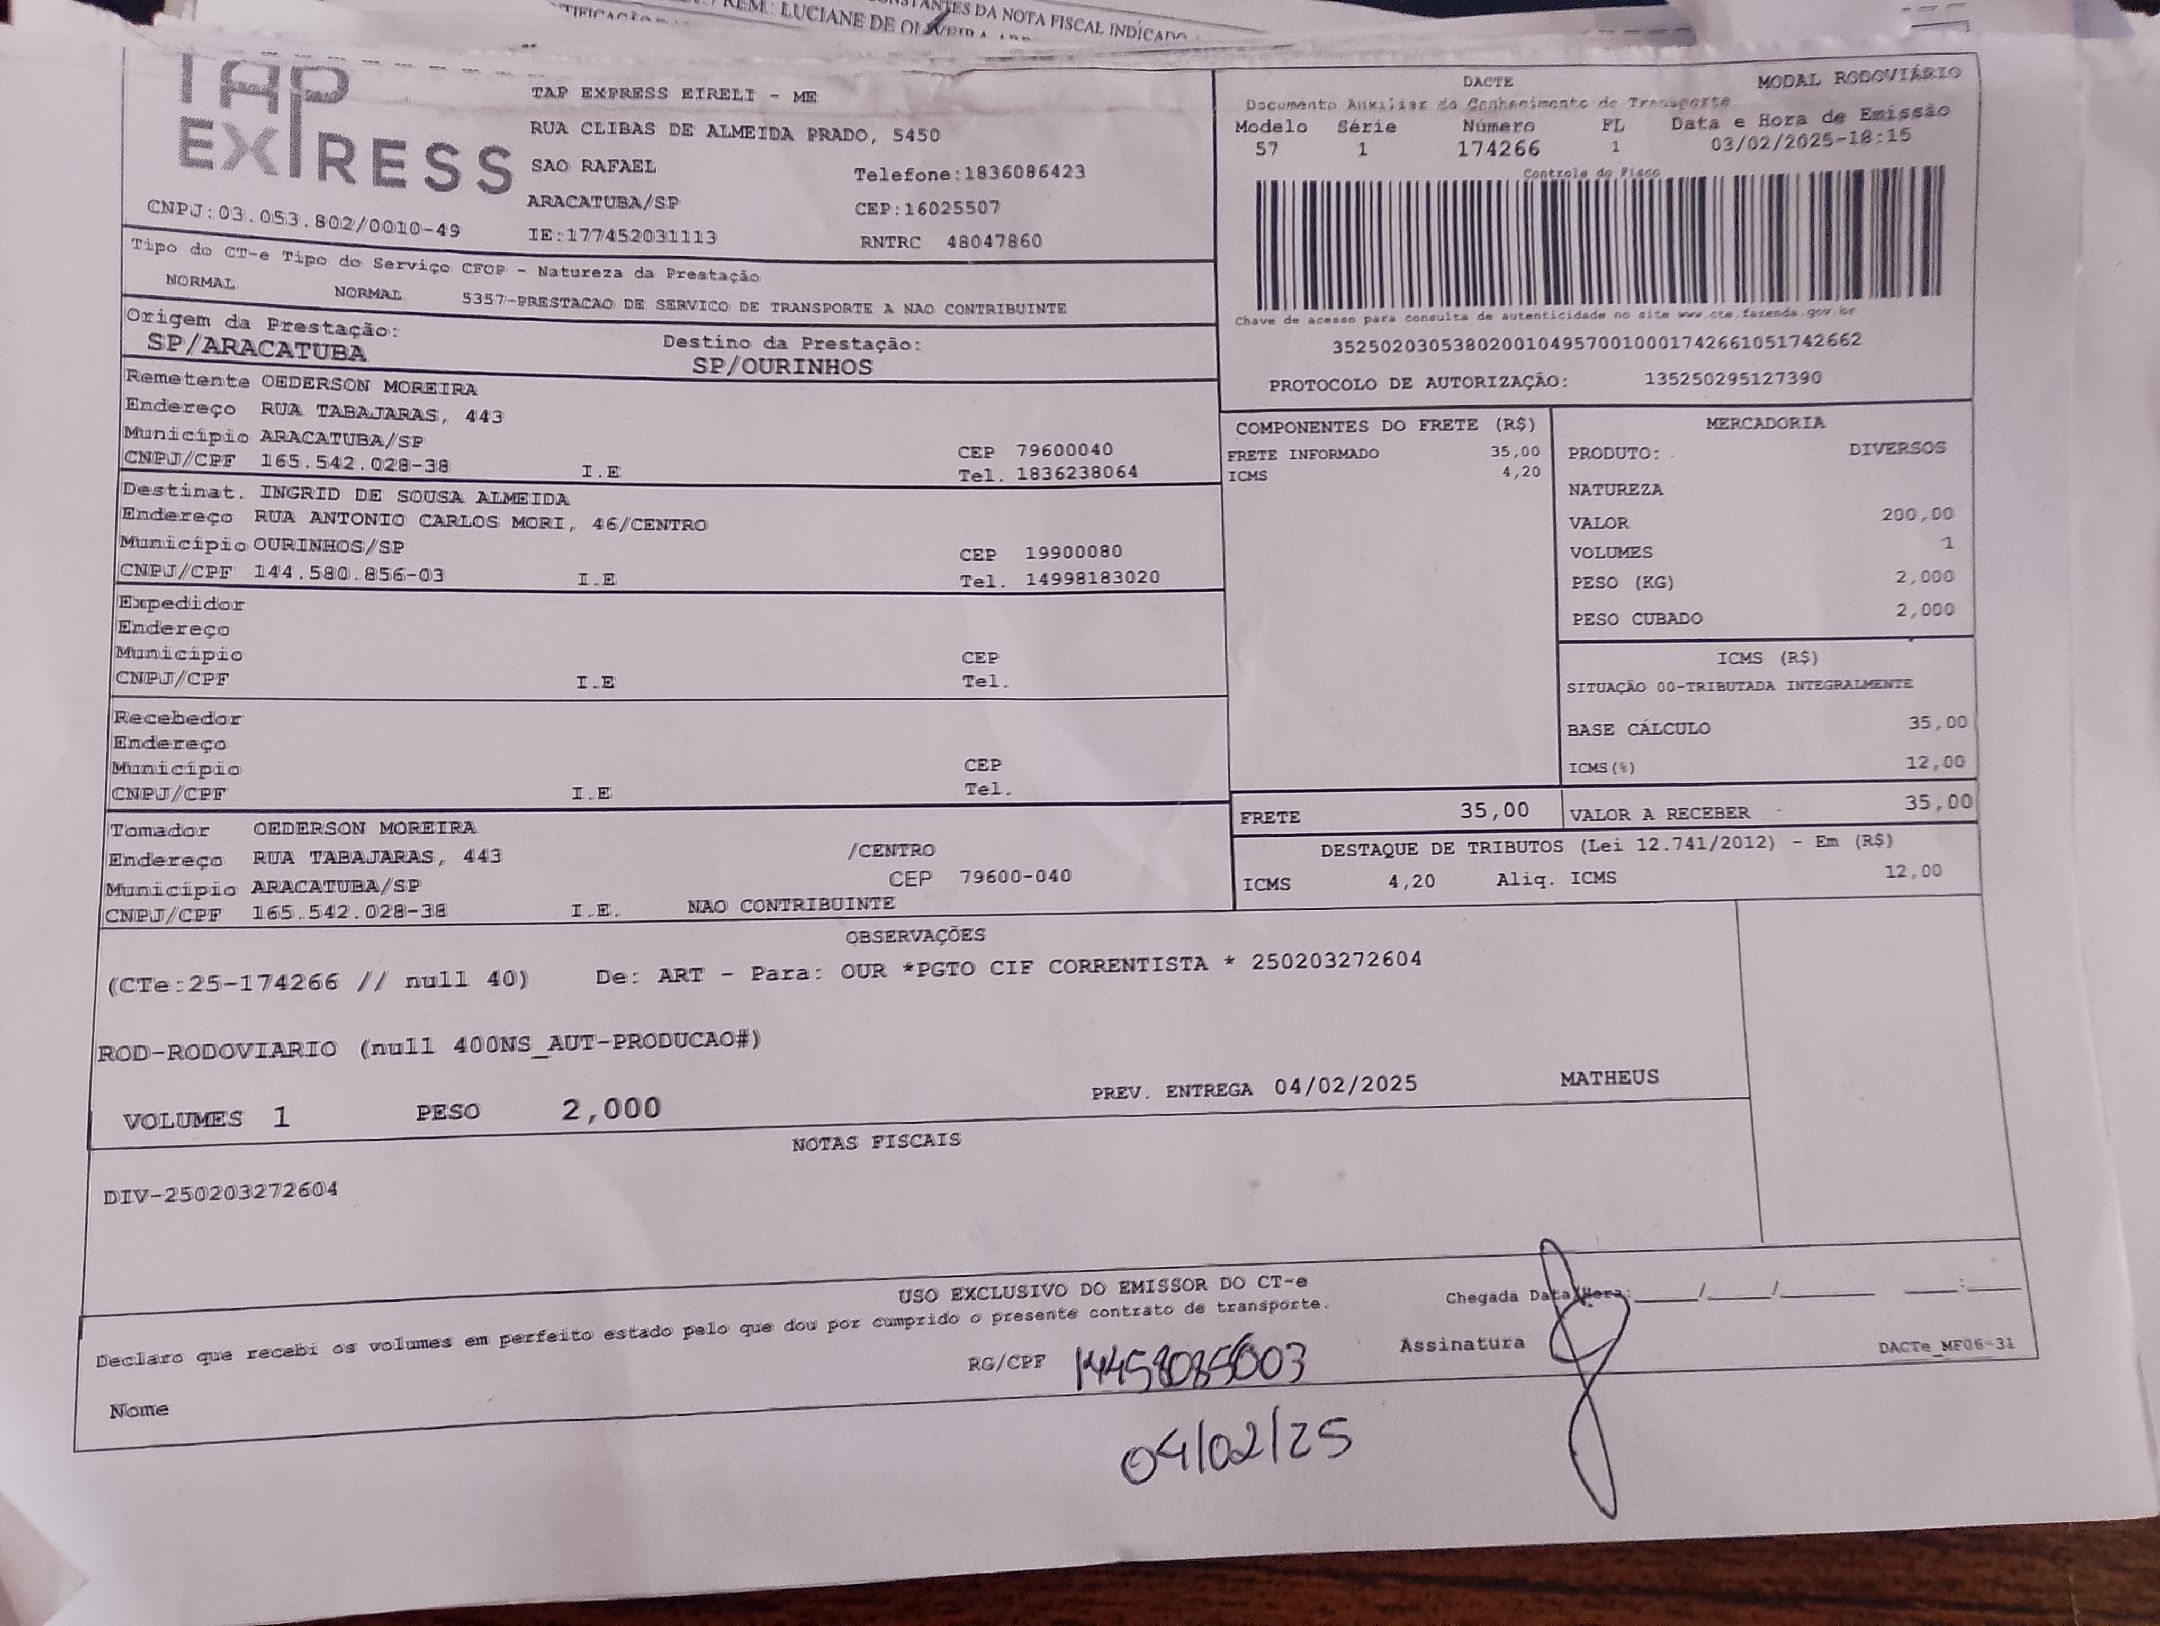 REM.: LUCIANE DE OLIVEIRA
DA NOTA FISCAL INDICADO
TAP
EXPRESS
CNPJ:03.053.802/0010-49
TAP EXPRESS EIRELI - ME
RUA CLIBAS DE ALMEIDA PRADO, 5450
SAO RAFAEL Telefone:1836086423
ARACATUBA/SP CEP:16025507
IE:177452031113 RNTRC 48047860
DACTE MODAL RODOVIÁRIO
Documento Auxiliar do Conhecimento de Transporte
Modelo Série Número FL Data e Hora de Emissão
57 1 174266 1 03/02/2025-18:15
Controle do Fisco
Chave de acesso para consulta de autenticidade no site www.cte.fazenda.gov.br
35250203053802001049570010001742661051742662
PROTOCOLO DE AUTORIZAÇÃO: 135250295127390
Tipo do CT-e Tipo do Serviço CFOP - Natureza da Prestação
NORMAL NORMAL 5357-PRESTACAO DE SERVICO DE TRANSPORTE A NAO CONTRIBUINTE
Origem da Prestação: Destino da Prestação:
SP/ARACATUBA SP/OURINHOS
Remetente OEDERSON MOREIRA
Endereço RUA TABAJARAS, 443
Município ARACATUBA/SP CEP 79600040
CNPJ/CPF 165.542.028-38 I.E Tel. 1836238064
Destinat. INGRID DE SOUSA ALMEIDA
Endereço RUA ANTONIO CARLOS MORI, 46/CENTRO
Município OURINHOS/SP CEP 19900080
CNPJ/CPF 144.580.856-03 I.E Tel. 14998183020
Expedidor
Endereço
Município CEP
CNPJ/CPF I.E Tel.
Recebedor
Endereço
Município CEP
CNPJ/CPF I.E Tel.
Tomador OEDERSON MOREIRA
Endereço RUA TABAJARAS, 443 /CENTRO
Município ARACATUBA/SP CEP 79600-040
CNPJ/CPF 165.542.028-38 I.E. NAO CONTRIBUINTE
COMPONENTES DO FRETE (R$)
FRETE INFORMADO 35,00
ICMS 4,20
MERCADORIA
PRODUTO: DIVERSOS
NATUREZA
VALOR 200,00
VOLUMES 1
PESO (KG) 2,000
PESO CUBADO 2,000
ICMS (R$)
SITUAÇÃO 00-TRIBUTADA INTEGRALMENTE
BASE CÁLCULO 35,00
ICMS(%) 12,00
FRETE 35,00 VALOR A RECEBER 35,00
DESTAQUE DE TRIBUTOS (Lei 12.741/2012) - Em (R$)
ICMS 4,20 Aliq. ICMS 12,00
OBSERVAÇÕES
(CTe:25-174266 // null 40) De: ART - Para: OUR *PGTO CIF CORRENTISTA * 250203272604
ROD-RODOVIARIO (null 400NS_AUT-PRODUCAO#)
VOLUMES 1 PESO 2,000 PREV. ENTREGA 04/02/2025 MATHEUS
NOTAS FISCAIS
DIV-250203272604
USO EXCLUSIVO DO EMISSOR DO CT-e
Declaro que recebi os volumes em perfeito estado pelo que dou por cumprido o presente contrato de transporte.
Chegada Data/Hora: ____/____/______ ____:____
Nome RG/CPF 14458085603 Assinatura
DACTe_MF06-31
04/02/25